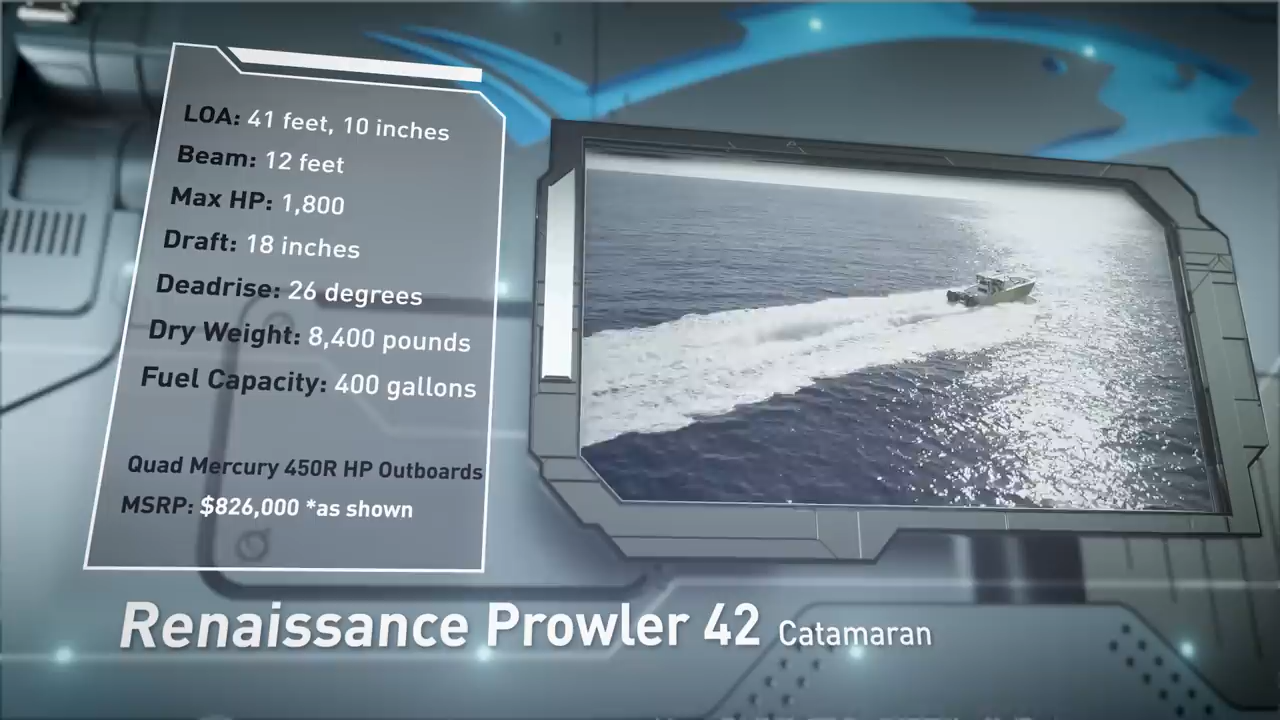 LOA: 41 feet, 10 inches
Beam: 12 feet
Max HP: 1,800
Draft: 18 inches
Deadrise: 26 degrees
Dry Weight: 8,400 pounds
Fuel Capacity: 400 gallons
Quad Mercury 450R HP Outboards
MSRP: $826,000 *as shown
Renaissance Prowler 42 Catamaran